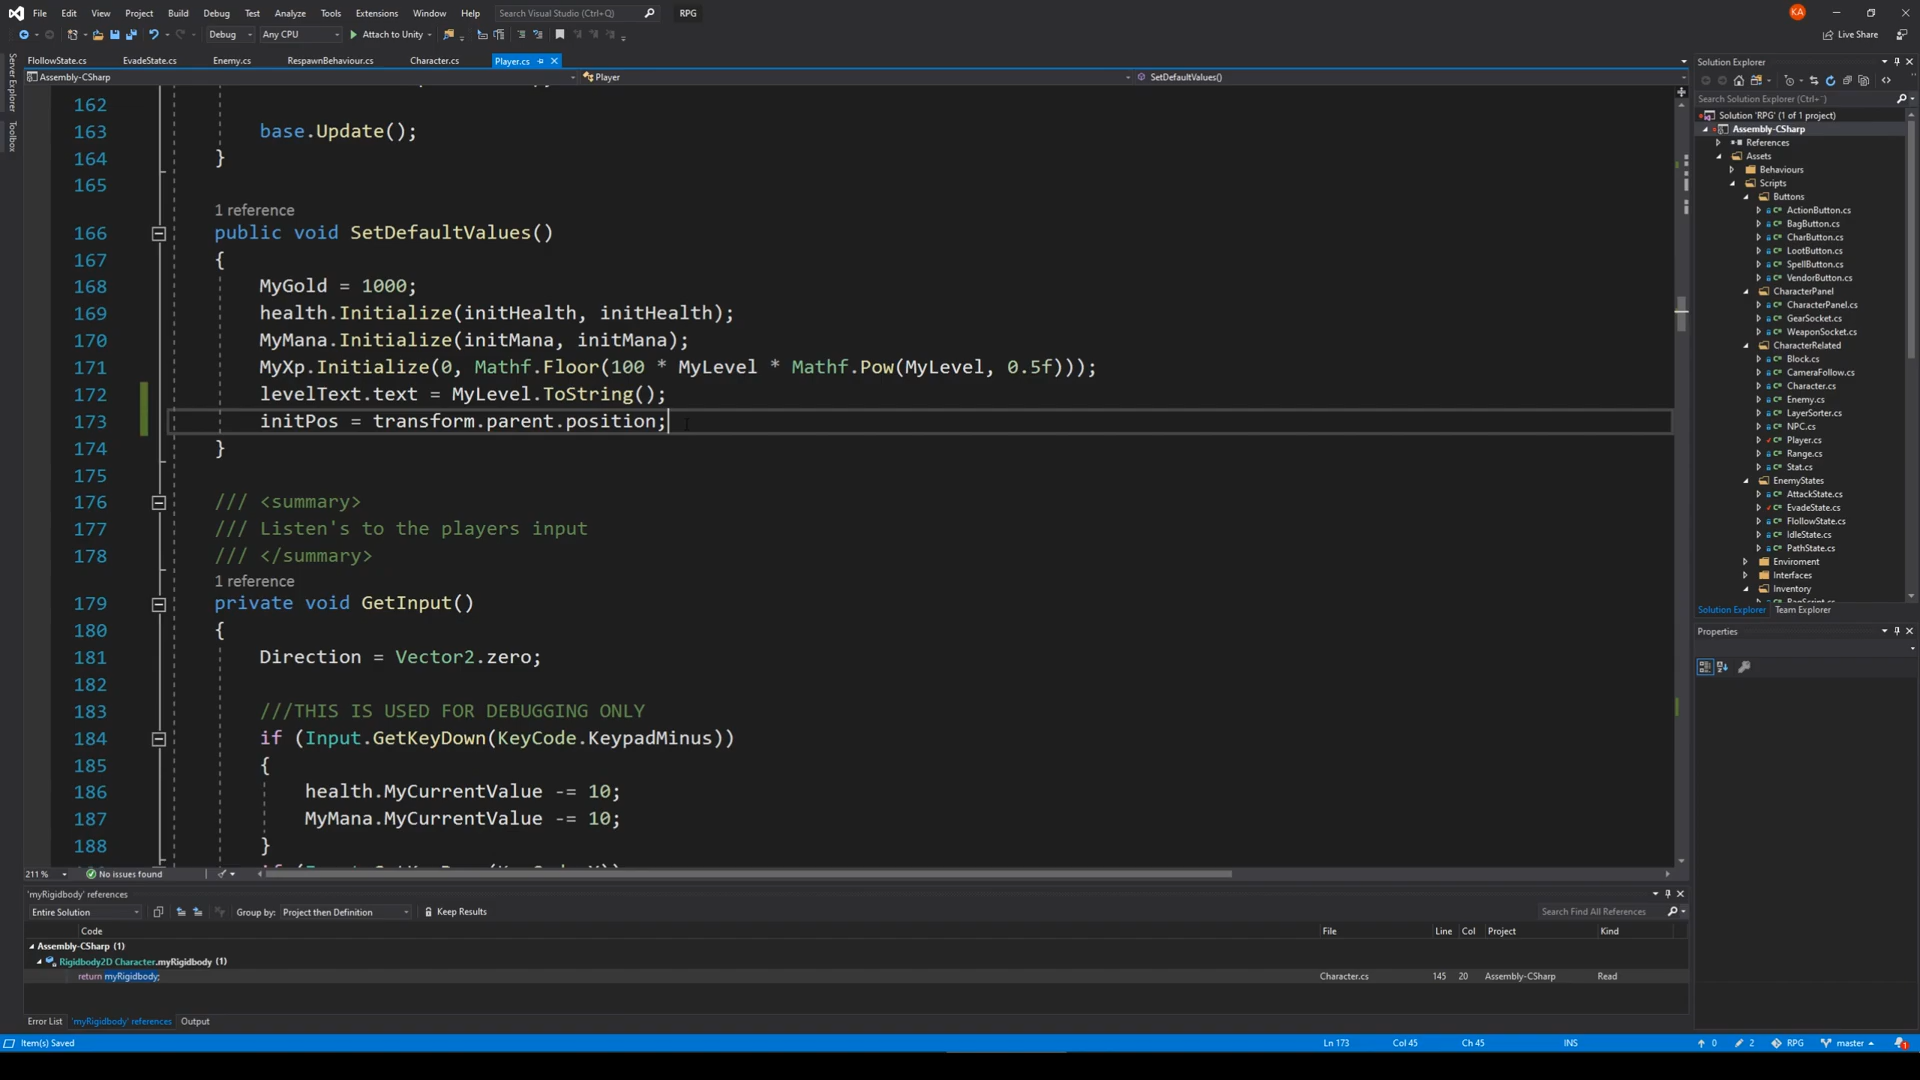 File Edit View Project Build Debug Test Analyze Tools Extensions Window Help Search Visual Studio (Ctrl+Q) RPG KA
Debug Any CPU Attach to Unity Live Share
FlollowState.cs EvadeState.cs Enemy.cs RespawnBehaviour.cs Character.cs Player.cs
Assembly-CSharp Player SetDefaultValues()
Server Explorer
Toolbox
162
163 base.Update();
164 }
165
1 reference
166 public void SetDefaultValues()
167 {
168 MyGold = 1000;
169 health.Initialize(initHealth, initHealth);
170 MyMana.Initialize(initMana, initMana);
171 MyXp.Initialize(0, Mathf.Floor(100 * MyLevel * Mathf.Pow(MyLevel, 0.5f)));
172 levelText.text = MyLevel.ToString();
173 initPos = transform.parent.position;
174 }
175
176 /// <summary>
177 /// Listen's to the players input
178 /// </summary>
1 reference
179 private void GetInput()
180 {
181 Direction = Vector2.zero;
182
183 ///THIS IS USED FOR DEBUGGING ONLY
184 if (Input.GetKeyDown(KeyCode.KeypadMinus))
185 {
186 health.MyCurrentValue -= 10;
187 MyMana.MyCurrentValue -= 10;
188 }
211 % No issues found
'myRigidbody' references
Entire Solution Group by: Project then Definition Keep Results Search Find All References
Code File Line Col Project Kind
Assembly-CSharp (1)
Rigidbody2D Character.myRigidbody (1)
return myRigidbody; Character.cs 145 20 Assembly-CSharp Read
Error List 'myRigidbody' references Output
Item(s) Saved Ln 173 Col 45 Ch 45 INS 0 2 RPG master 1
Solution Explorer
Search Solution Explorer (Ctrl+¨)
Solution 'RPG' (1 of 1 project)
Assembly-CSharp
References
Assets
Behaviours
Scripts
Buttons
ActionButton.cs
BagButton.cs
CharButton.cs
LootButton.cs
SpellButton.cs
VendorButton.cs
CharacterPanel
CharacterPanel.cs
GearSocket.cs
WeaponSocket.cs
CharacterRelated
Block.cs
CameraFollow.cs
Character.cs
Enemy.cs
LayerSorter.cs
NPC.cs
Player.cs
Range.cs
Stat.cs
EnemyStates
AttackState.cs
EvadeState.cs
FlollowState.cs
IdleState.cs
PathState.cs
Enviroment
Interfaces
Inventory
Solution Explorer Team Explorer
Properties